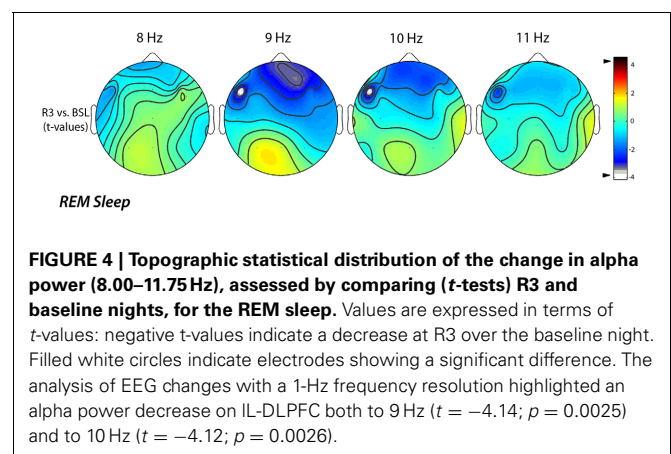 8 Hz 9 Hz 10 Hz 11 Hz
R3 vs. BSL
(t-values)
4
2
0
-2
-4
REM Sleep
FIGURE 4 | Topographic statistical distribution of the change in alpha
power (8.00–11.75 Hz), assessed by comparing (t-tests) R3 and
baseline nights, for the REM sleep. Values are expressed in terms of
t-values: negative t-values indicate a decrease at R3 over the baseline night.
Filled white circles indicate electrodes showing a significant difference. The
analysis of EEG changes with a 1-Hz frequency resolution highlighted an
alpha power decrease on lL-DLPFC both to 9 Hz (t = −4.14; p = 0.0025)
and to 10 Hz (t = −4.12; p = 0.0026).